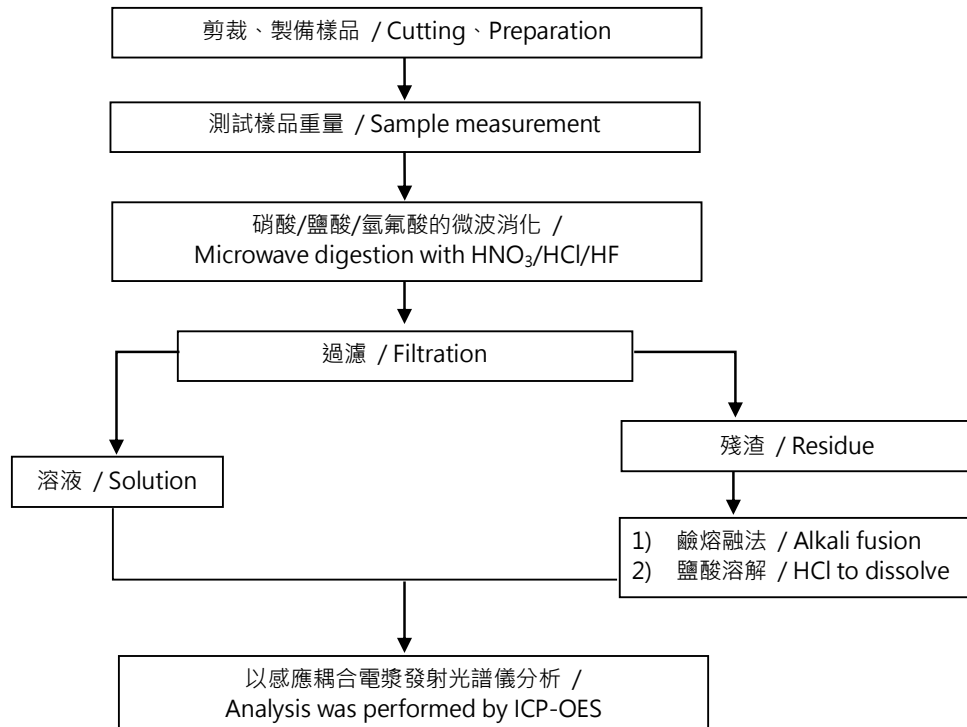 剪裁、製備樣品 / Cutting、Preparation
測試樣品重量 / Sample measurement
硝酸/鹽酸/氫氟酸的微波消化 /
Microwave digestion with HNO₃/HCl/HF
過濾 / Filtration
溶液 / Solution
殘渣 / Residue
1) 鹼熔融法 / Alkali fusion
2) 鹽酸溶解 / HCl to dissolve
以感應耦合電漿發射光譜儀分析 /
Analysis was performed by ICP-OES